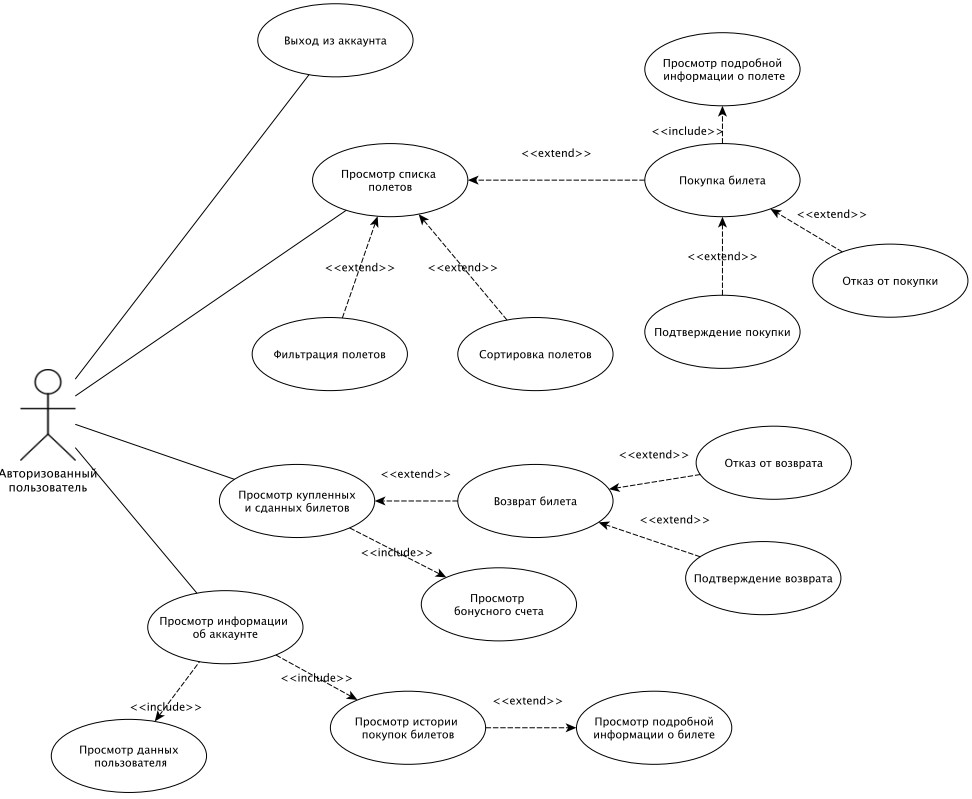 Выход из аккаунта
Просмотр подробной
информации о полете
<<include>>
<<extend>>
Просмотр списка
полетов
Покупка билета
<<extend>>
<<extend>>
<<extend>>
<<extend>>
Отказ от покупки
Подтверждение покупки
Фильтрация полетов
Сортировка полетов
Авторизованный
пользователь
<<extend>>
<<extend>>
Отказ от возврата
Просмотр купленных
и сданных билетов
Возврат билета
<<extend>>
<<include>>
Подтверждение возврата
Просмотр
бонусного счета
Просмотр информации
об аккаунте
<<include>>
<<include>>
<<extend>>
Просмотр истории
покупок билетов
Просмотр подробной
информации о билете
Просмотр данных
пользователя